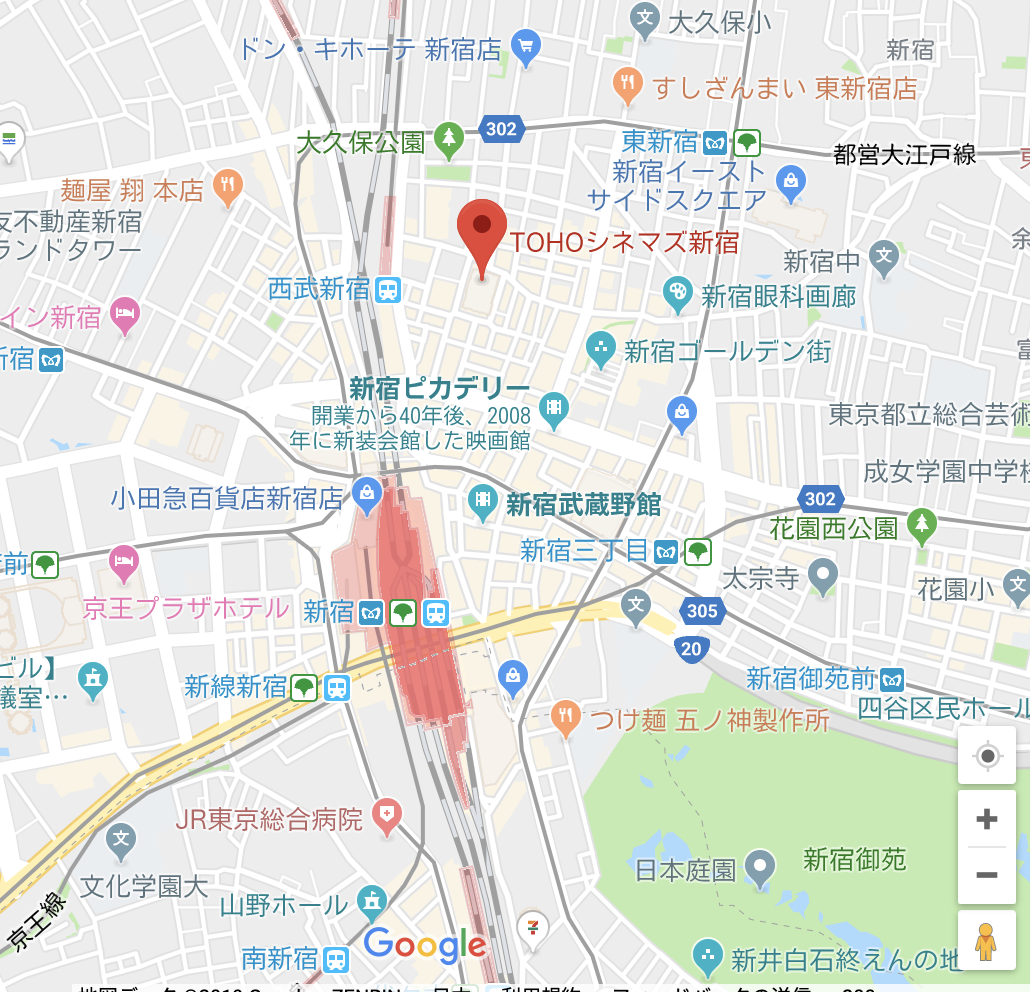 大久保小
ドン・キホーテ 新宿店
新宿
すしざんまい 東新宿店
302
大久保公園
東新宿
都営大江戸線
新宿イースト
サイドスクエア
麺屋 翔 本店
友不動産新宿
ランドタワー
余
TOHOシネマズ新宿
新宿中
西武新宿
新宿眼科画廊
イン新宿
新宿ゴールデン街
新宿
富
新宿ピカデリー
開業から40年後、2008
年に新装会館した映画館
東京都立総合芸術
成女学園中学校
小田急百貨店新宿店
新宿武蔵野館
302
花園西公園
新宿三丁目
前
太宗寺
花園小
京王プラザホテル
新宿
305
20
ビル】
議室…
新線新宿
新宿御苑前
四谷区民ホール
つけ麺 五ノ神製作所
JR東京総合病院
新宿御苑
日本庭園
文化学園大
山野ホール
京王線
Google
南新宿
新井白石終えんの地